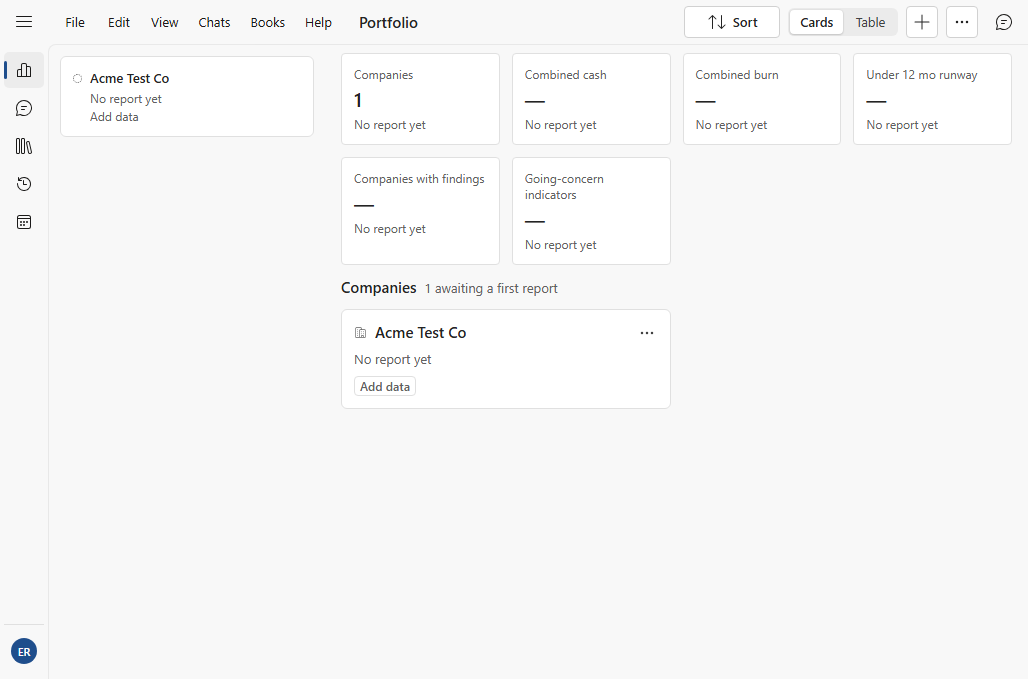 File Edit View Chats Books Help Portfolio Sort Cards Table
Acme Test Co
No report yet
Add data
Companies
1
No report yet
Combined cash
—
No report yet
Combined burn
—
No report yet
Under 12 mo runway
—
No report yet
Companies with findings
—
No report yet
Going-concern
indicators
—
No report yet
Companies 1 awaiting a first report
Acme Test Co
No report yet
Add data
ER